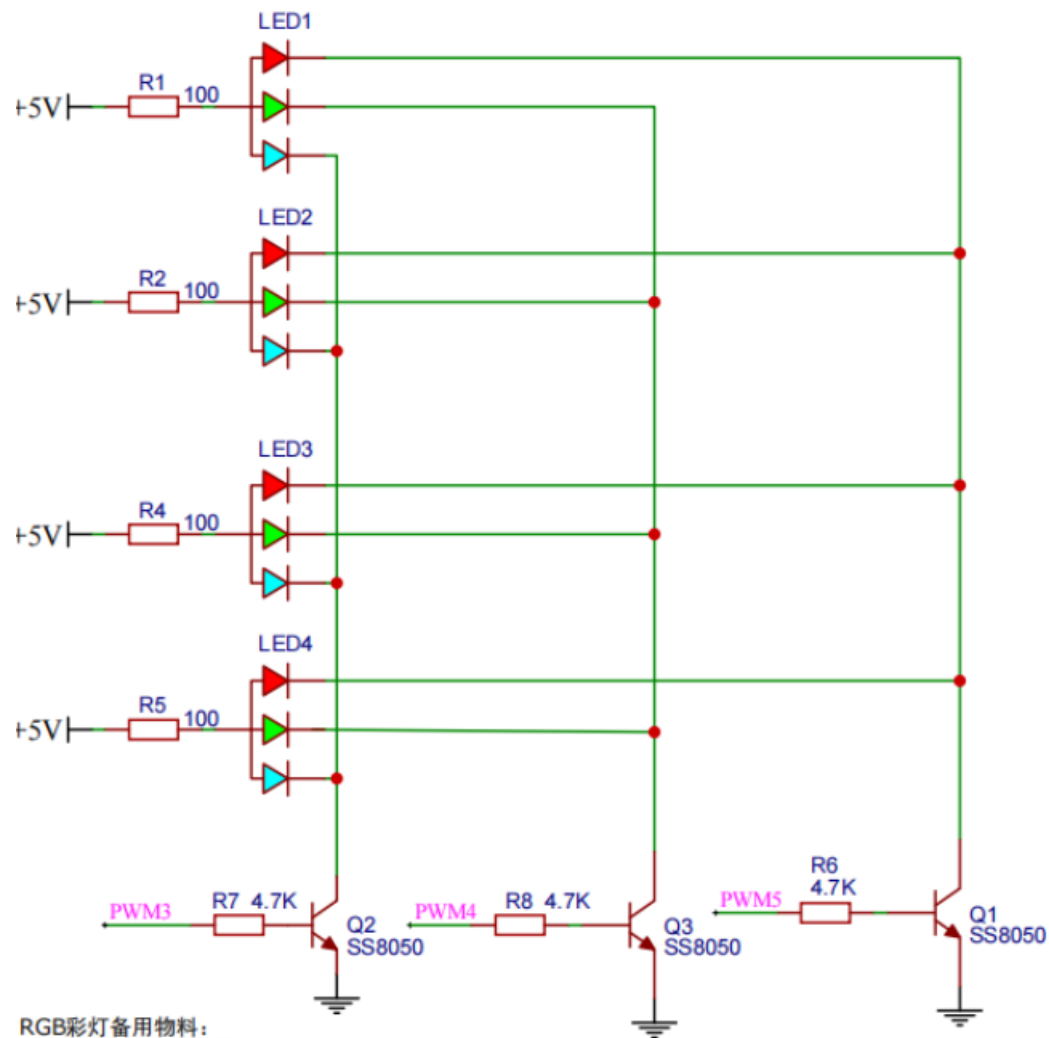 LED1
R1 100
+5V
LED2
R2 100
+5V
LED3
R4 100
+5V
LED4
R5 100
+5V
PWM3
R7 4.7K
Q2
SS8050
PWM4
R8 4.7K
Q3
SS8050
PWM5
R6
4.7K
Q1
SS8050
RGB彩灯备用物料：